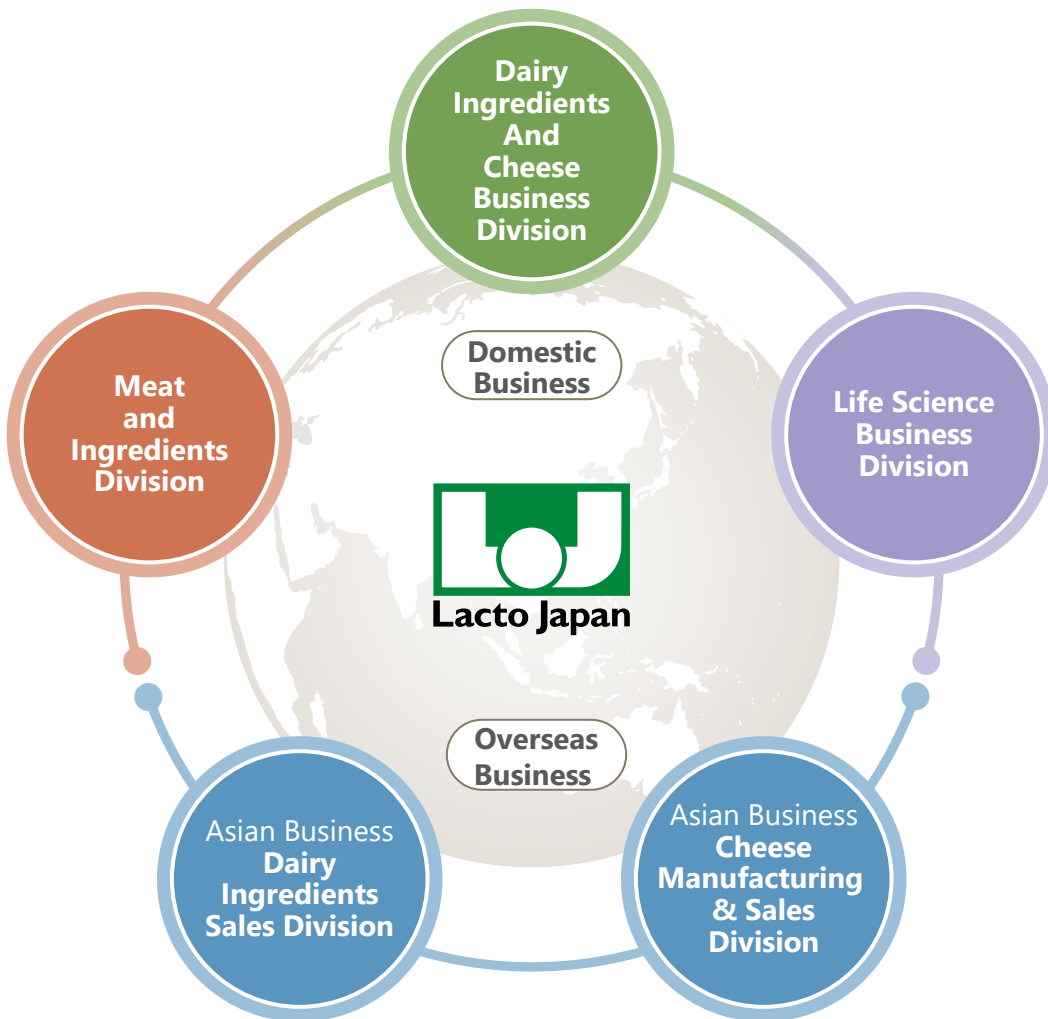 Dairy
Ingredients
And
Cheese
Business
Division
Domestic
Business
Meat
and
Ingredients
Division
Life Science
Business
Division
Lacto Japan
Overseas
Business
Asian Business
Dairy
Ingredients
Sales Division
Asian Business
Cheese
Manufacturing
& Sales
Division